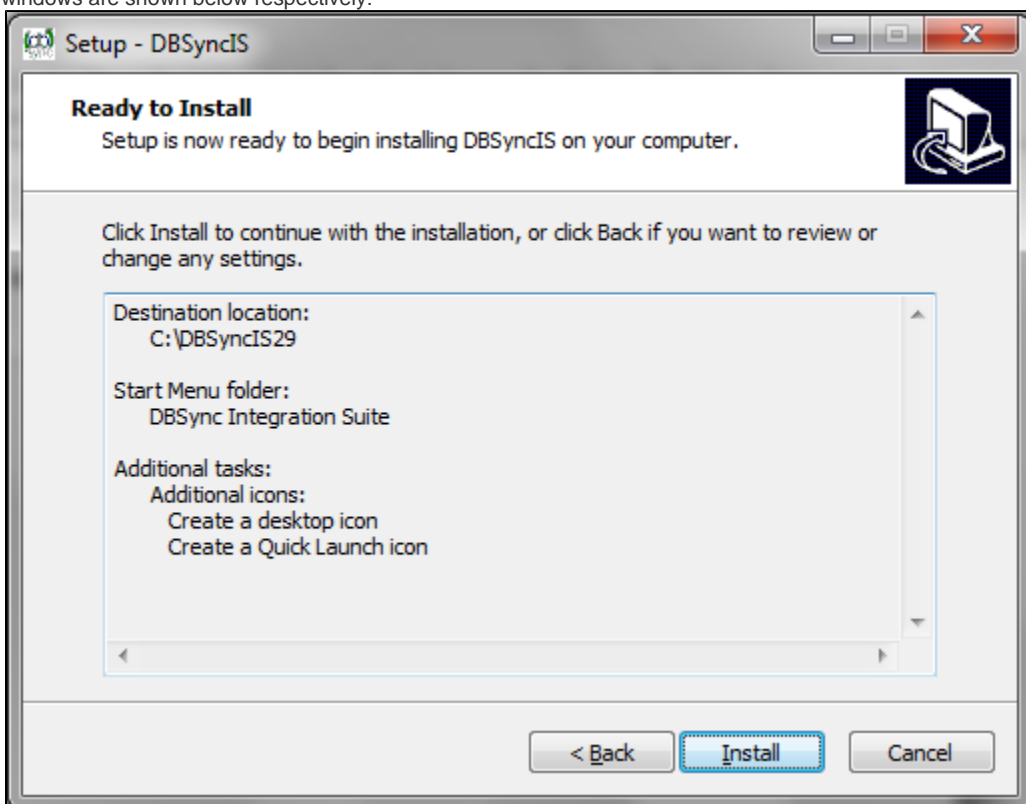 windows are shown below respectively.
Setup - DBSyncIS
Ready to Install
Setup is now ready to begin installing DBSyncIS on your computer.
Click Install to continue with the installation, or click Back if you want to review or
change any settings.
Destination location:
C:\DBSyncIS29
Start Menu folder:
DBSync Integration Suite
Additional tasks:
Additional icons:
Create a desktop icon
Create a Quick Launch icon
< Back
Install
Cancel